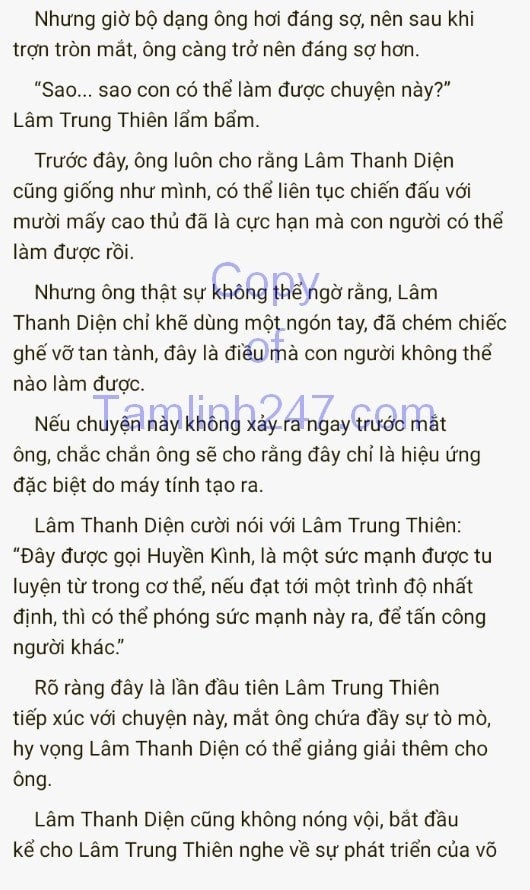 Nhưng giờ bộ dạng ông hơi đáng sợ, nên sau khi
trợn tròn mắt, ông càng trở nên đáng sợ hơn.
“Sao... sao con có thể làm được chuyện này?”
Lâm Trung Thiên lẩm bẩm.
Trước đây, ông luôn cho rằng Lâm Thanh Diện
cũng giống như mình, có thể liên tục chiến đấu với
mười mấy cao thủ đã là cực hạn mà con người có thể
làm được rồi.
Nhưng ông thật sự không thể ngờ rằng, Lâm
Thanh Diện chỉ khẽ dùng một ngón tay, đã chém chiếc
ghế vỡ tan tành, đây là điều mà con người không thể
nào làm được.
Nếu chuyện này không xảy ra ngay trước mắt
ông, chắc chắn ông sẽ cho rằng đây chỉ là hiệu ứng
đặc biệt do máy tính tạo ra.
Lâm Thanh Diện cười nói với Lâm Trung Thiên:
“Đây được gọi Huyền Kình, là một sức mạnh được tu
luyện từ trong cơ thể, nếu đạt tới một trình độ nhất
định, thì có thể phóng sức mạnh này ra, để tấn công
người khác.”
Rõ ràng đây là lần đầu tiên Lâm Trung Thiên
tiếp xúc với chuyện này, mắt ông chứa đầy sự tò mò,
hy vọng Lâm Thanh Diện có thể giảng giải thêm cho
ông.
Lâm Thanh Diện cũng không nóng vội, bắt đầu
kể cho Lâm Trung Thiên nghe về sự phát triển của võ
Copy
of
Tamlinh247.com